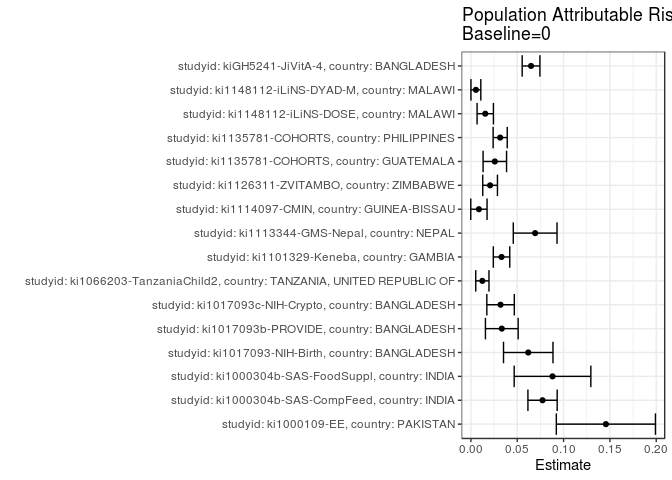 Population Attributable Ris
Baseline=0
studyid: kiGH5241-JiVitA-4, country: BANGLADESH
studyid: ki1148112-iLiNS-DYAD-M, country: MALAWI
studyid: ki1148112-iLiNS-DOSE, country: MALAWI
studyid: ki1135781-COHORTS, country: PHILIPPINES
studyid: ki1135781-COHORTS, country: GUATEMALA
studyid: ki1126311-ZVITAMBO, country: ZIMBABWE
studyid: ki1114097-CMIN, country: GUINEA-BISSAU
studyid: ki1113344-GMS-Nepal, country: NEPAL
studyid: ki1101329-Keneba, country: GAMBIA
studyid: ki1066203-TanzaniaChild2, country: TANZANIA, UNITED REPUBLIC OF
studyid: ki1017093c-NIH-Crypto, country: BANGLADESH
studyid: ki1017093b-PROVIDE, country: BANGLADESH
studyid: ki1017093-NIH-Birth, country: BANGLADESH
studyid: ki1000304b-SAS-FoodSuppl, country: INDIA
studyid: ki1000304b-SAS-CompFeed, country: INDIA
studyid: ki1000109-EE, country: PAKISTAN
0.00 0.05 0.10 0.15 0.20
Estimate